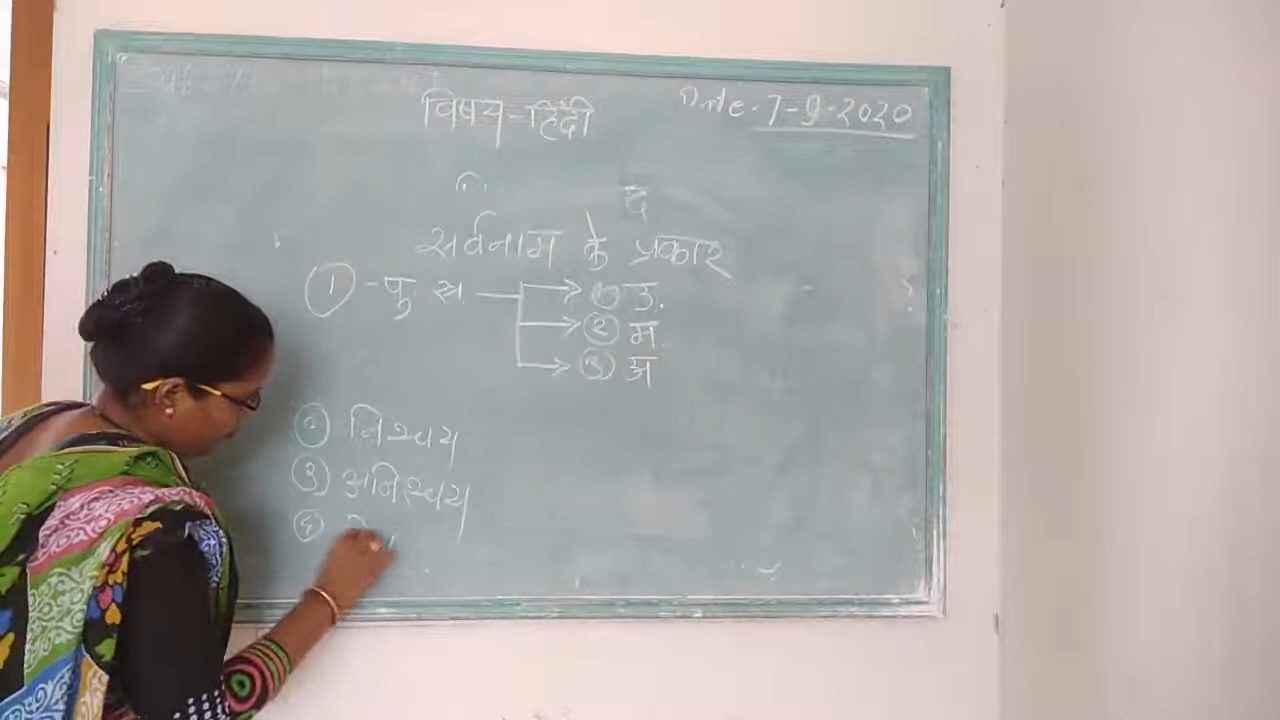 विषय-हिंदी
Date - 7-9-2020
सर्वनाम के प्रकार
① - पु. स ① उ.
② म.
③ अ
② निश्चय
③ अनिश्चय
④